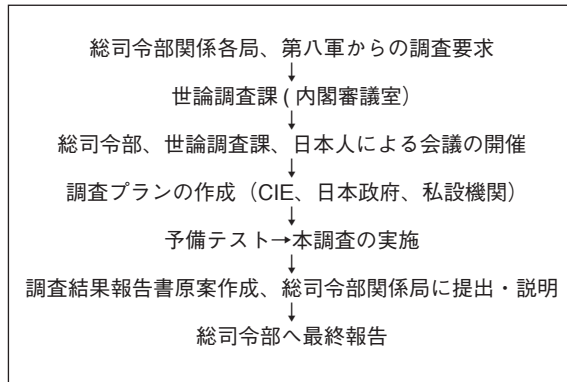 総司令部関係各局、第八軍からの調査要求
↓
世論調査課(内閣審議室）
↓
総司令部、世論調査課、日本人による会議の開催
↓
調査プランの作成（CIE、日本政府、私設機関）
↓
予備テスト→本調査の実施
↓
調査結果報告書原案作成、総司令部関係局に提出・説明
↓
総司令部へ最終報告